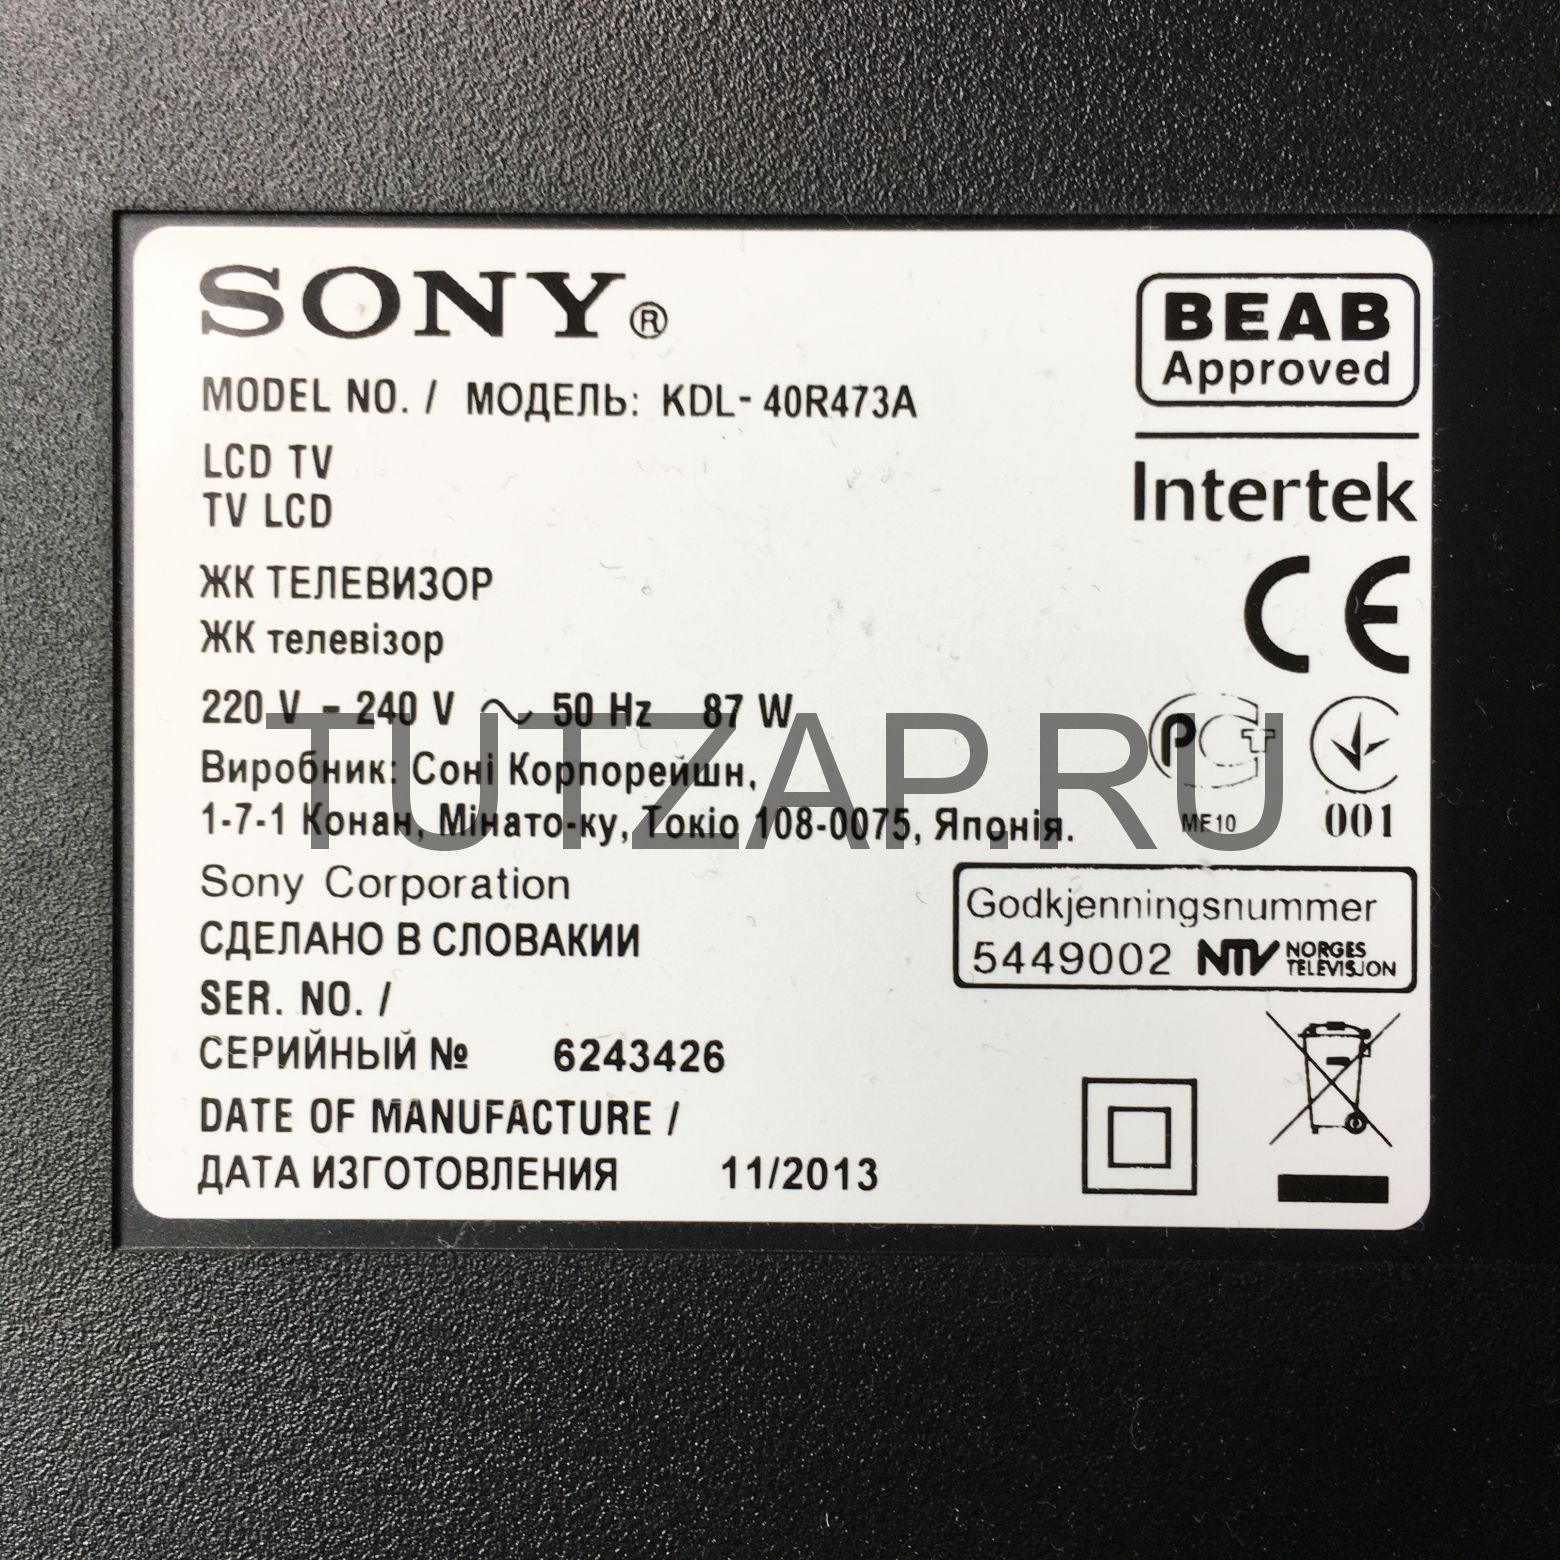 SONY®
MODEL NO. / МОДЕЛЬ: KDL- 40R473A
LCD TV
TV LCD
ЖК ТЕЛЕВИЗОР
ЖК телевізор
220 V - 240 V ~ 50 Hz 87 W
Виробник: Соні Корпорейшн,
1-7-1 Конан, Мінато-ку, Токіо 108-0075, Японія.
Sony Corporation
СДЕЛАНО В СЛОВАКИИ
SER. NO. /
СЕРИЙНЫЙ № 6243426
DATE OF MANUFACTURE /
ДАТА ИЗГОТОВЛЕНИЯ 11/2013
BEAB
Approved
Intertek
CE
РСТ
МГ10
001
Godkjenningsnummer
5449002 NTV NORGES
TELEVISJON
TUTZAP.RU